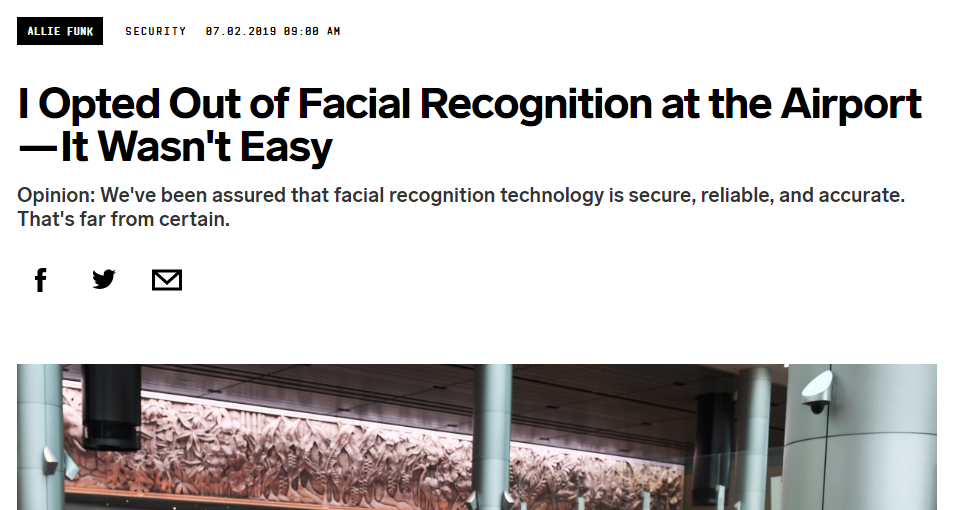 ALLIE FUNK SECURITY 07.02.2019 09:00 AM
I Opted Out of Facial Recognition at the Airport
—It Wasn't Easy
Opinion: We've been assured that facial recognition technology is secure, reliable, and accurate.
That's far from certain.